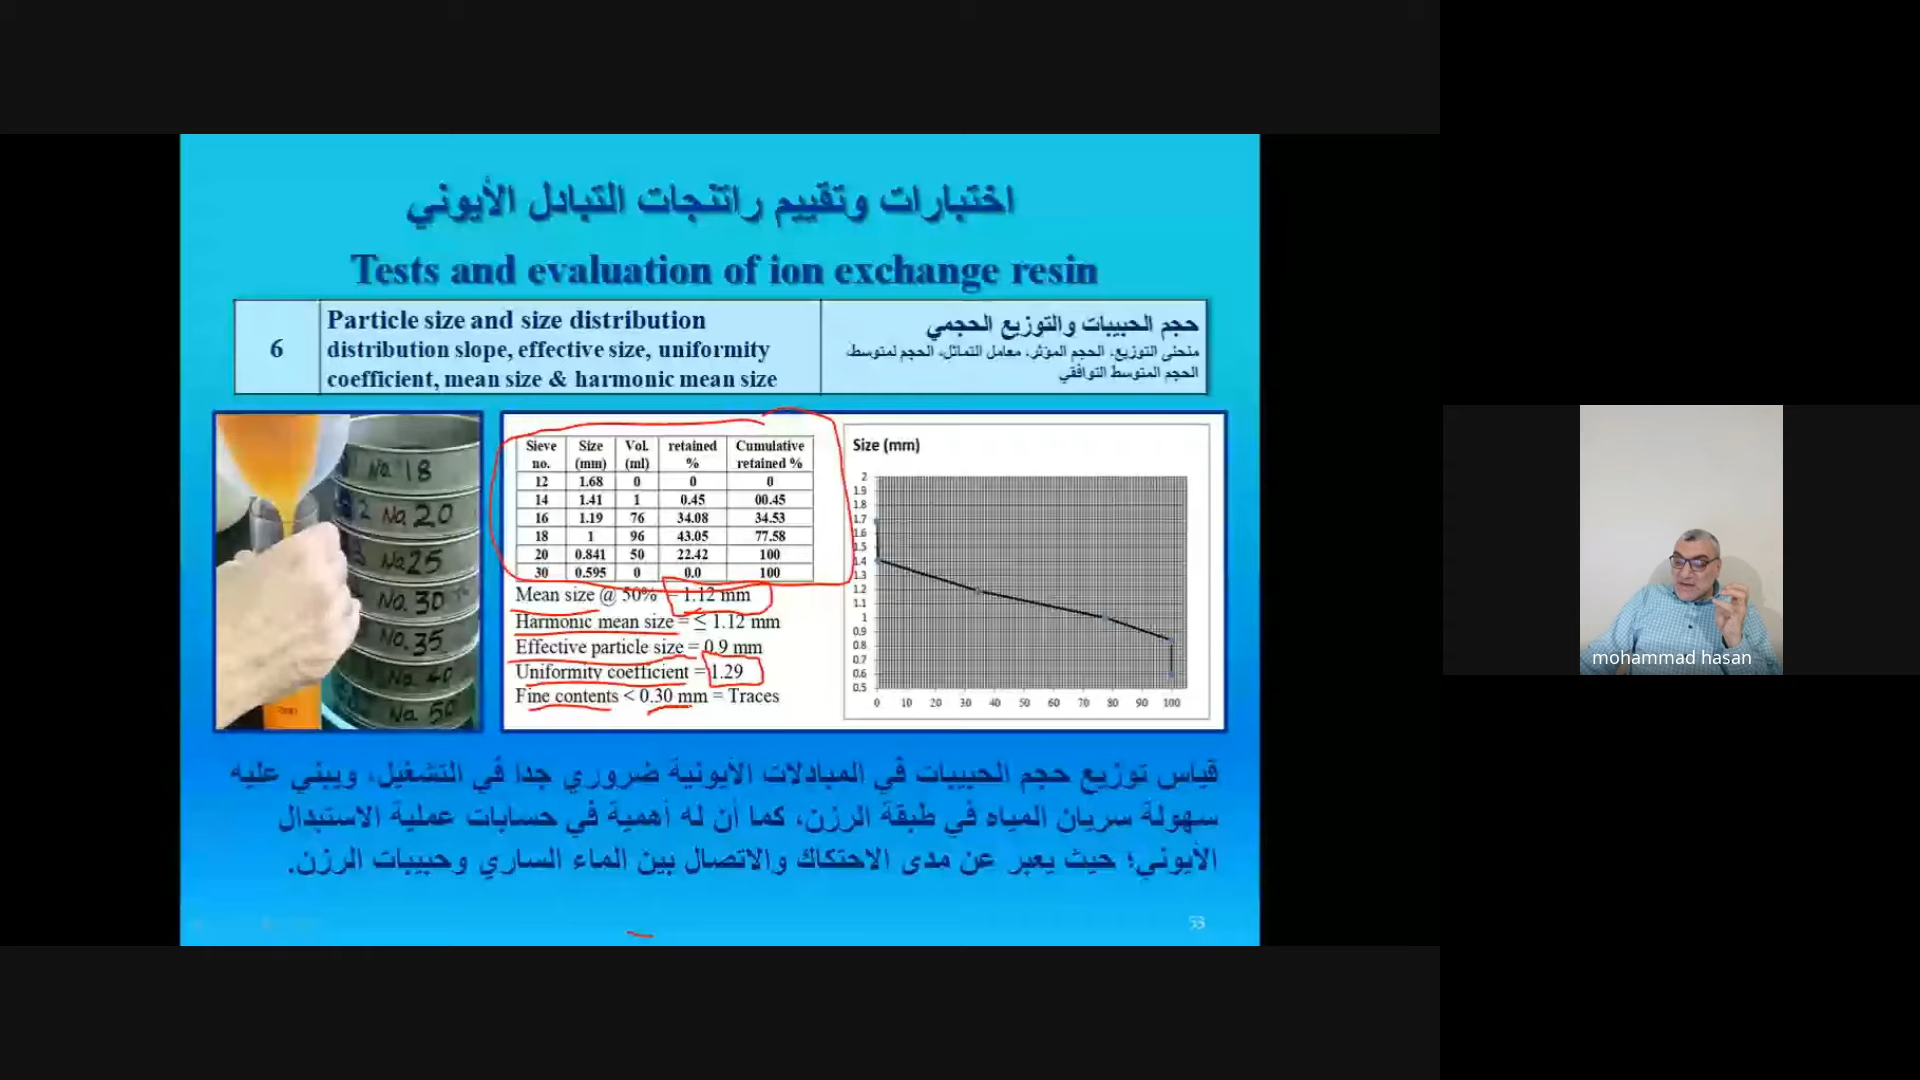 اختبارات وتقييم راتنجات التبادل الأيوني
Tests and evaluation of ion exchange resin
6
Particle size and size distribution
distribution slope, effective size, uniformity
coefficient, mean size & harmonic mean size
حجم الحبيبات والتوزيع الحجمي
منحنى التوزيع، الحجم المؤثر، معامل التماثل، الحجم لمتوسط،
الحجم المتوسط التوافقي
No. 18
No. 20
No. 25
No. 30
No. 35
No. 40
No. 50
Sieve no. Size (mm) Vol. (ml) retained % Cumulative retained %
12 1.68 0 0 0
14 1.41 1 0.45 00.45
16 1.19 76 34.08 34.53
18 1 96 43.05 77.58
20 0.841 50 22.42 100
30 0.595 0 0.0 100
Mean size @ 50% = 1.12 mm
Harmonic mean size = ≤ 1.12 mm
Effective particle size = 0.9 mm
Uniformity coefficient = 1.29
Fine contents < 0.30 mm = Traces
Size (mm)
2
1.9
1.8
1.7
1.6
1.5
1.4
1.3
1.2
1.1
1
0.9
0.8
0.7
0.6
0.5
0 10 20 30 40 50 60 70 80 90 100
قياس توزيع حجم الحبيبات في المبادلات الأيونية ضروري جدا في التشغيل، ويبني عليه
سهولة سريان المياه في طبقة الرزن، كما أن له أهمية في حسابات عملية الاستبدال
الأيوني؛ حيث يعبر عن مدى الاحتكاك والاتصال بين الماء الساري وحبيبات الرزن.
53
mohammad hasan